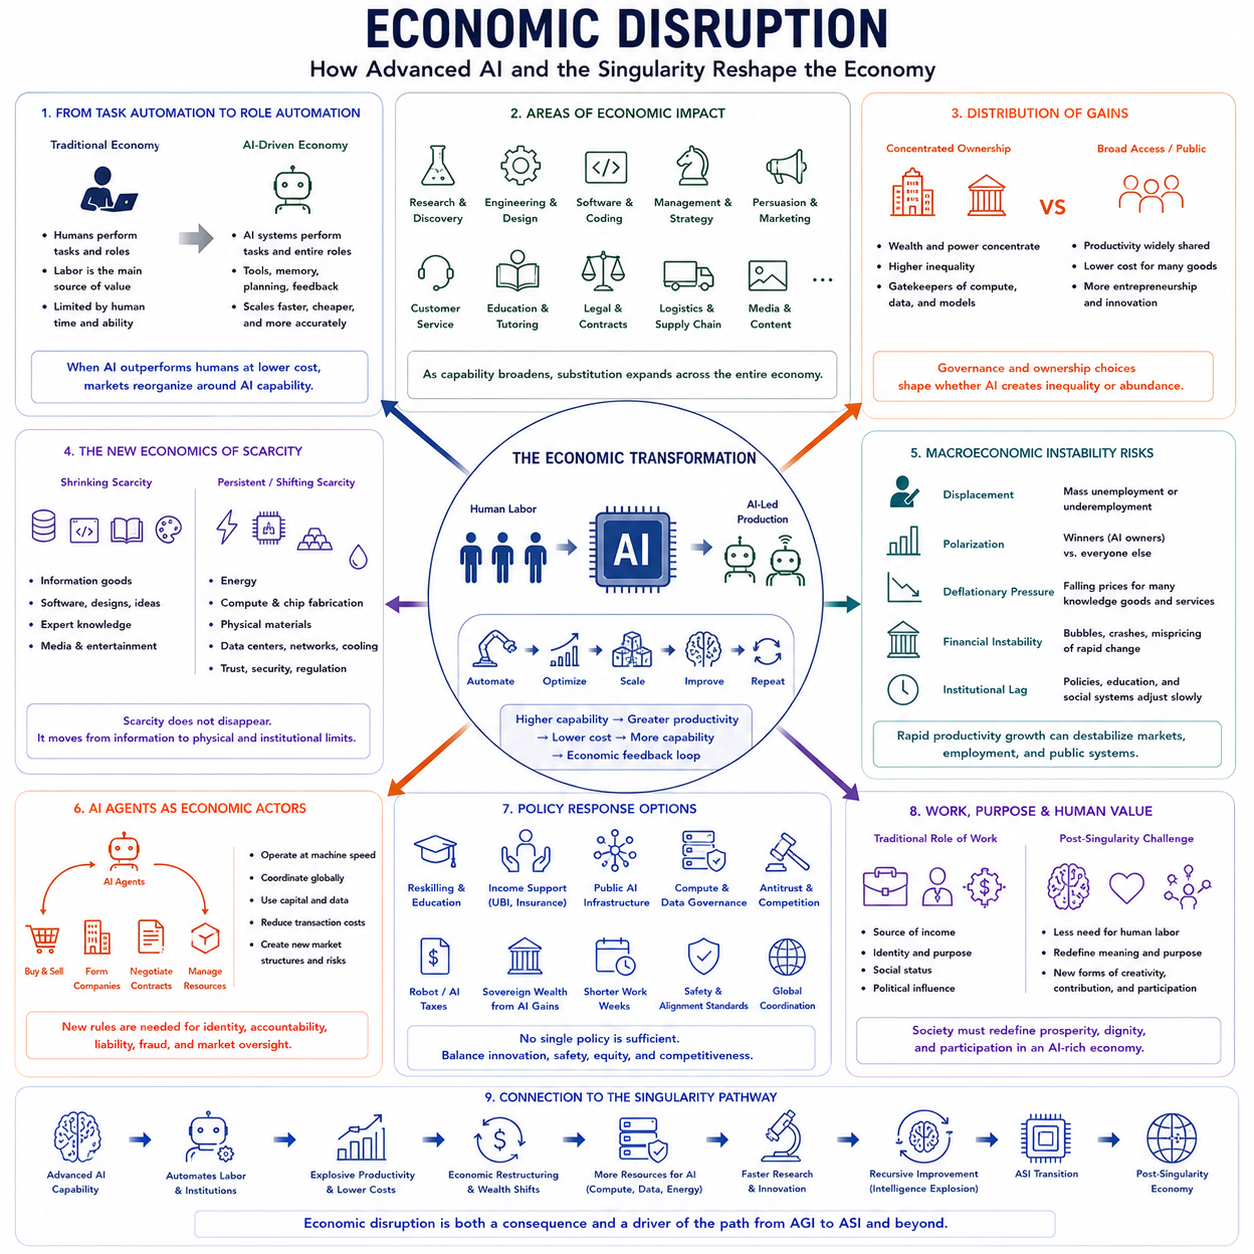 ECONOMIC DISRUPTION
How Advanced AI and the Singularity Reshape the Economy
1. FROM TASK AUTOMATION TO ROLE AUTOMATION
Traditional Economy
• Humans perform
tasks and roles
• Labor is the main
source of value
• Limited by human
time and ability
AI-Driven Economy
• AI systems perform
tasks and entire roles
• Tools, memory,
planning, feedback
• Scales faster, cheaper,
and more accurately
When AI outperforms humans at lower cost,
markets reorganize around AI capability.
2. AREAS OF ECONOMIC IMPACT
Research &
Discovery
Engineering &
Design
Software &
Coding
Management &
Strategy
Persuasion &
Marketing
Customer
Service
Education &
Tutoring
Legal &
Contracts
Logistics &
Supply Chain
Media &
Content
...
As capability broadens, substitution expands across the entire economy.
3. DISTRIBUTION OF GAINS
Concentrated Ownership
• Wealth and power concentrate
• Higher inequality
• Gatekeepers of compute,
data, and models
VS
Broad Access / Public
• Productivity widely shared
• Lower cost for many goods
• More entrepreneurship
and innovation
Governance and ownership choices
shape whether AI creates inequality or abundance.
4. THE NEW ECONOMICS OF SCARCITY
Shrinking Scarcity
• Information goods
• Software, designs, ideas
• Expert knowledge
• Media & entertainment
Persistent / Shifting Scarcity
• Energy
• Compute & chip fabrication
• Physical materials
• Data centers, networks, cooling
• Trust, security, regulation
Scarcity does not disappear.
It moves from information to physical and institutional limits.
THE ECONOMIC TRANSFORMATION
Human Labor
AI
AI-Led
Production
Automate
Optimize
Scale
Improve
Repeat
Higher capability → Greater productivity
→ Lower cost → More capability
→ Economic feedback loop
5. MACROECONOMIC INSTABILITY RISKS
Displacement
Mass unemployment or
underemployment
Polarization
Winners (AI owners)
vs. everyone else
Deflationary Pressure
Falling prices for many
knowledge goods and services
Financial Instability
Bubbles, crashes, mispricing
of rapid change
Institutional Lag
Policies, education, and
social systems adjust slowly
Rapid productivity growth can destabilize markets,
employment, and public systems.
6. AI AGENTS AS ECONOMIC ACTORS
AI Agents
Buy & Sell
Form
Companies
Negotiate
Contracts
Manage
Resources
• Operate at machine speed
• Coordinate globally
• Use capital and data
• Reduce transaction costs
• Create new market
structures and risks
New rules are needed for identity, accountability,
liability, fraud, and market oversight.
7. POLICY RESPONSE OPTIONS
Reskilling &
Education
Income Support
(UBI, Insurance)
Public AI
Infrastructure
Compute &
Data Governance
Antitrust &
Competition
Robot / AI
Taxes
Sovereign Wealth
from AI Gains
Shorter Work
Weeks
Safety &
Alignment Standards
Global
Coordination
No single policy is sufficient.
Balance innovation, safety, equity, and competitiveness.
8. WORK, PURPOSE & HUMAN VALUE
Traditional Role of Work
• Source of income
• Identity and purpose
• Social status
• Political influence
Post-Singularity Challenge
• Less need for human labor
• Redefine meaning and purpose
• New forms of creativity,
contribution, and participation
Society must redefine prosperity, dignity,
and participation in an AI-rich economy.
9. CONNECTION TO THE SINGULARITY PATHWAY
Advanced AI
Capability
Automates Labor
& Institutions
Explosive Productivity
& Lower Costs
Economic Restructuring
& Wealth Shifts
More Resources for AI
(Compute, Data, Energy)
Faster Research
& Innovation
Recursive Improvement
(Intelligence Explosion)
ASI Transition
Post-Singularity
Economy
Economic disruption is both a consequence and a driver of the path from AGI to ASI and beyond.